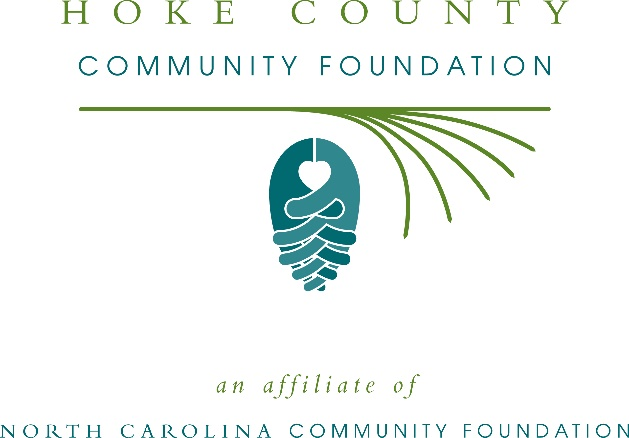 HOKE COUNTY
COMMUNITY FOUNDATION
an affiliate of
NORTH CAROLINA COMMUNITY FOUNDATION